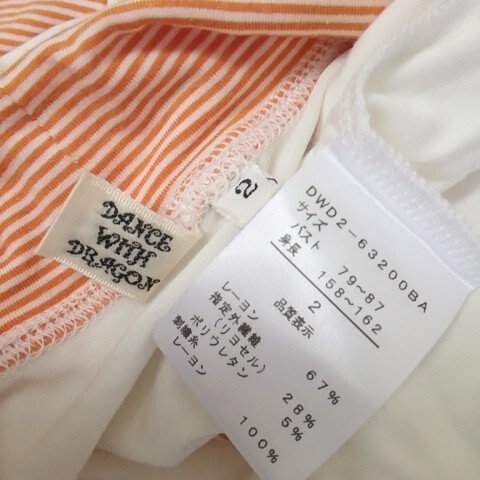 DANCE
WITH
DRAGON
2
DWD2-63200BA
サイズ 2
バスト 79~87
身長 158~162
品質表示
レーヨン 67%
指定外繊維
(リヨセル) 28%
ポリウレタン 5%
刺繍糸
レーヨン 100%